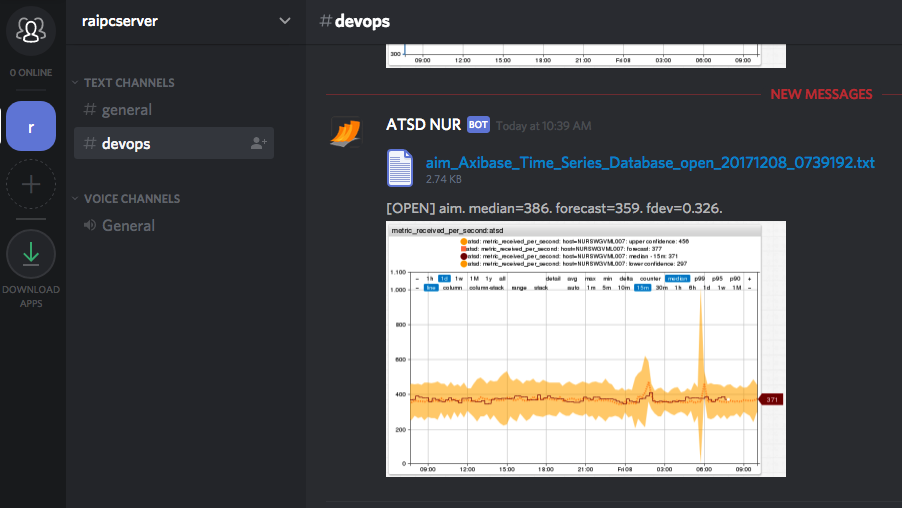 raipcserver
0 ONLINE
r
TEXT CHANNELS
# general
# devops
VOICE CHANNELS
General
DOWNLOAD
APPS
#devops
300
09:00 12:00 15:00 18:00 21:00 Fri 08 03:00 06:00 09:00
NEW MESSAGES
ATSD NUR BOT Today at 10:39 AM
aim_Axibase_Time_Series_Database_open_20171208_0739192.txt
2.74 KB
[OPEN] aim. median=386. forecast=359. fdev=0.326.
metric_received_per_second:atsd
atsd: metric_received_per_second: host=NURSWGVML007: upper confidence: 456
atsd: metric_received_per_second: host=NURSWGVML007: forecast: 377
atsd: metric_received_per_second: host=NURSWGVML007: median - 15m: 371
atsd: metric_received_per_second: host=NURSWGVML007: lower confidence: 297
1.100
− 1h 1d 1w 1M 1y all detail avg max min delta counter median p99 p95 p90 +
− line column column-stack range stack auto 1m 5m 10m 15m 30m 1h 6h 1d 1w 1M −
1.000
800
600
400
371
200
0
09:00 12:00 15:00 18:00 21:00 Fri 08 03:00 06:00 09:00